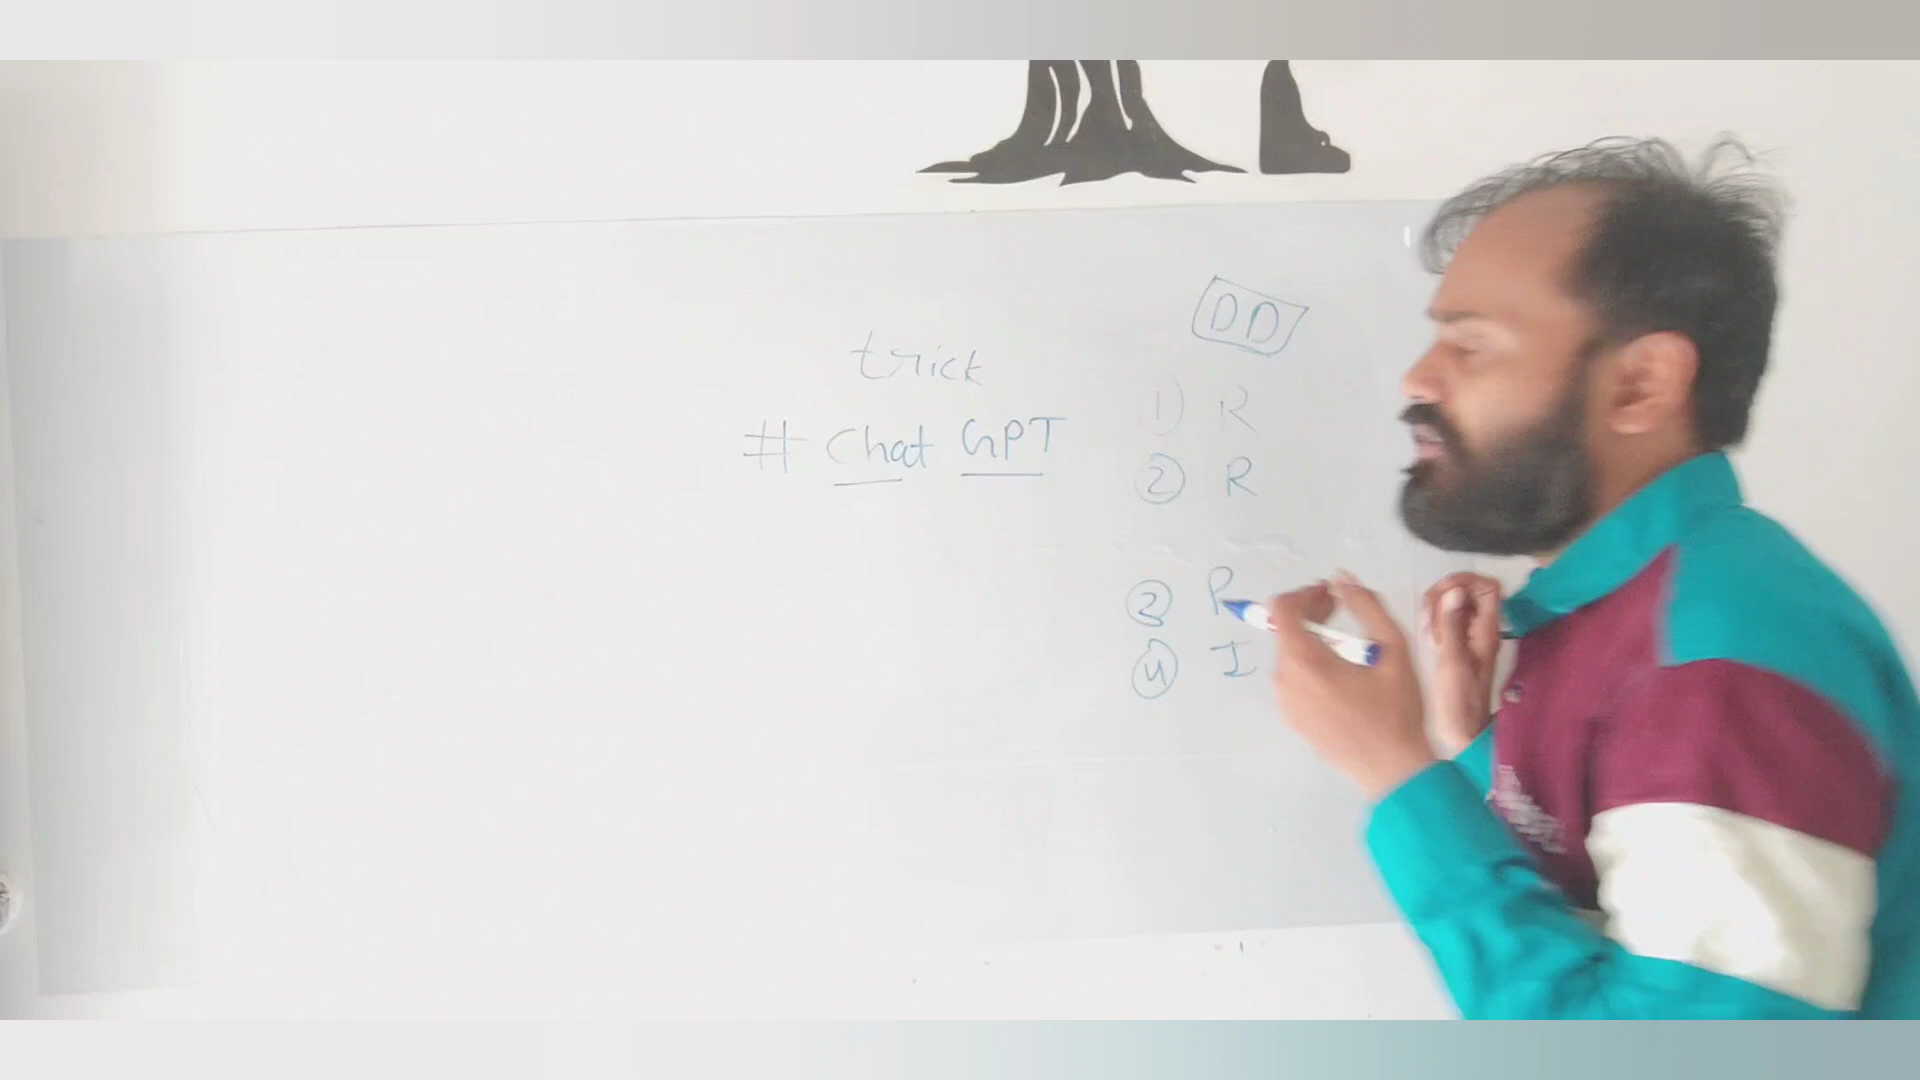 trick
# Chat GPT
DD
1) R
② R
③ R
④ I